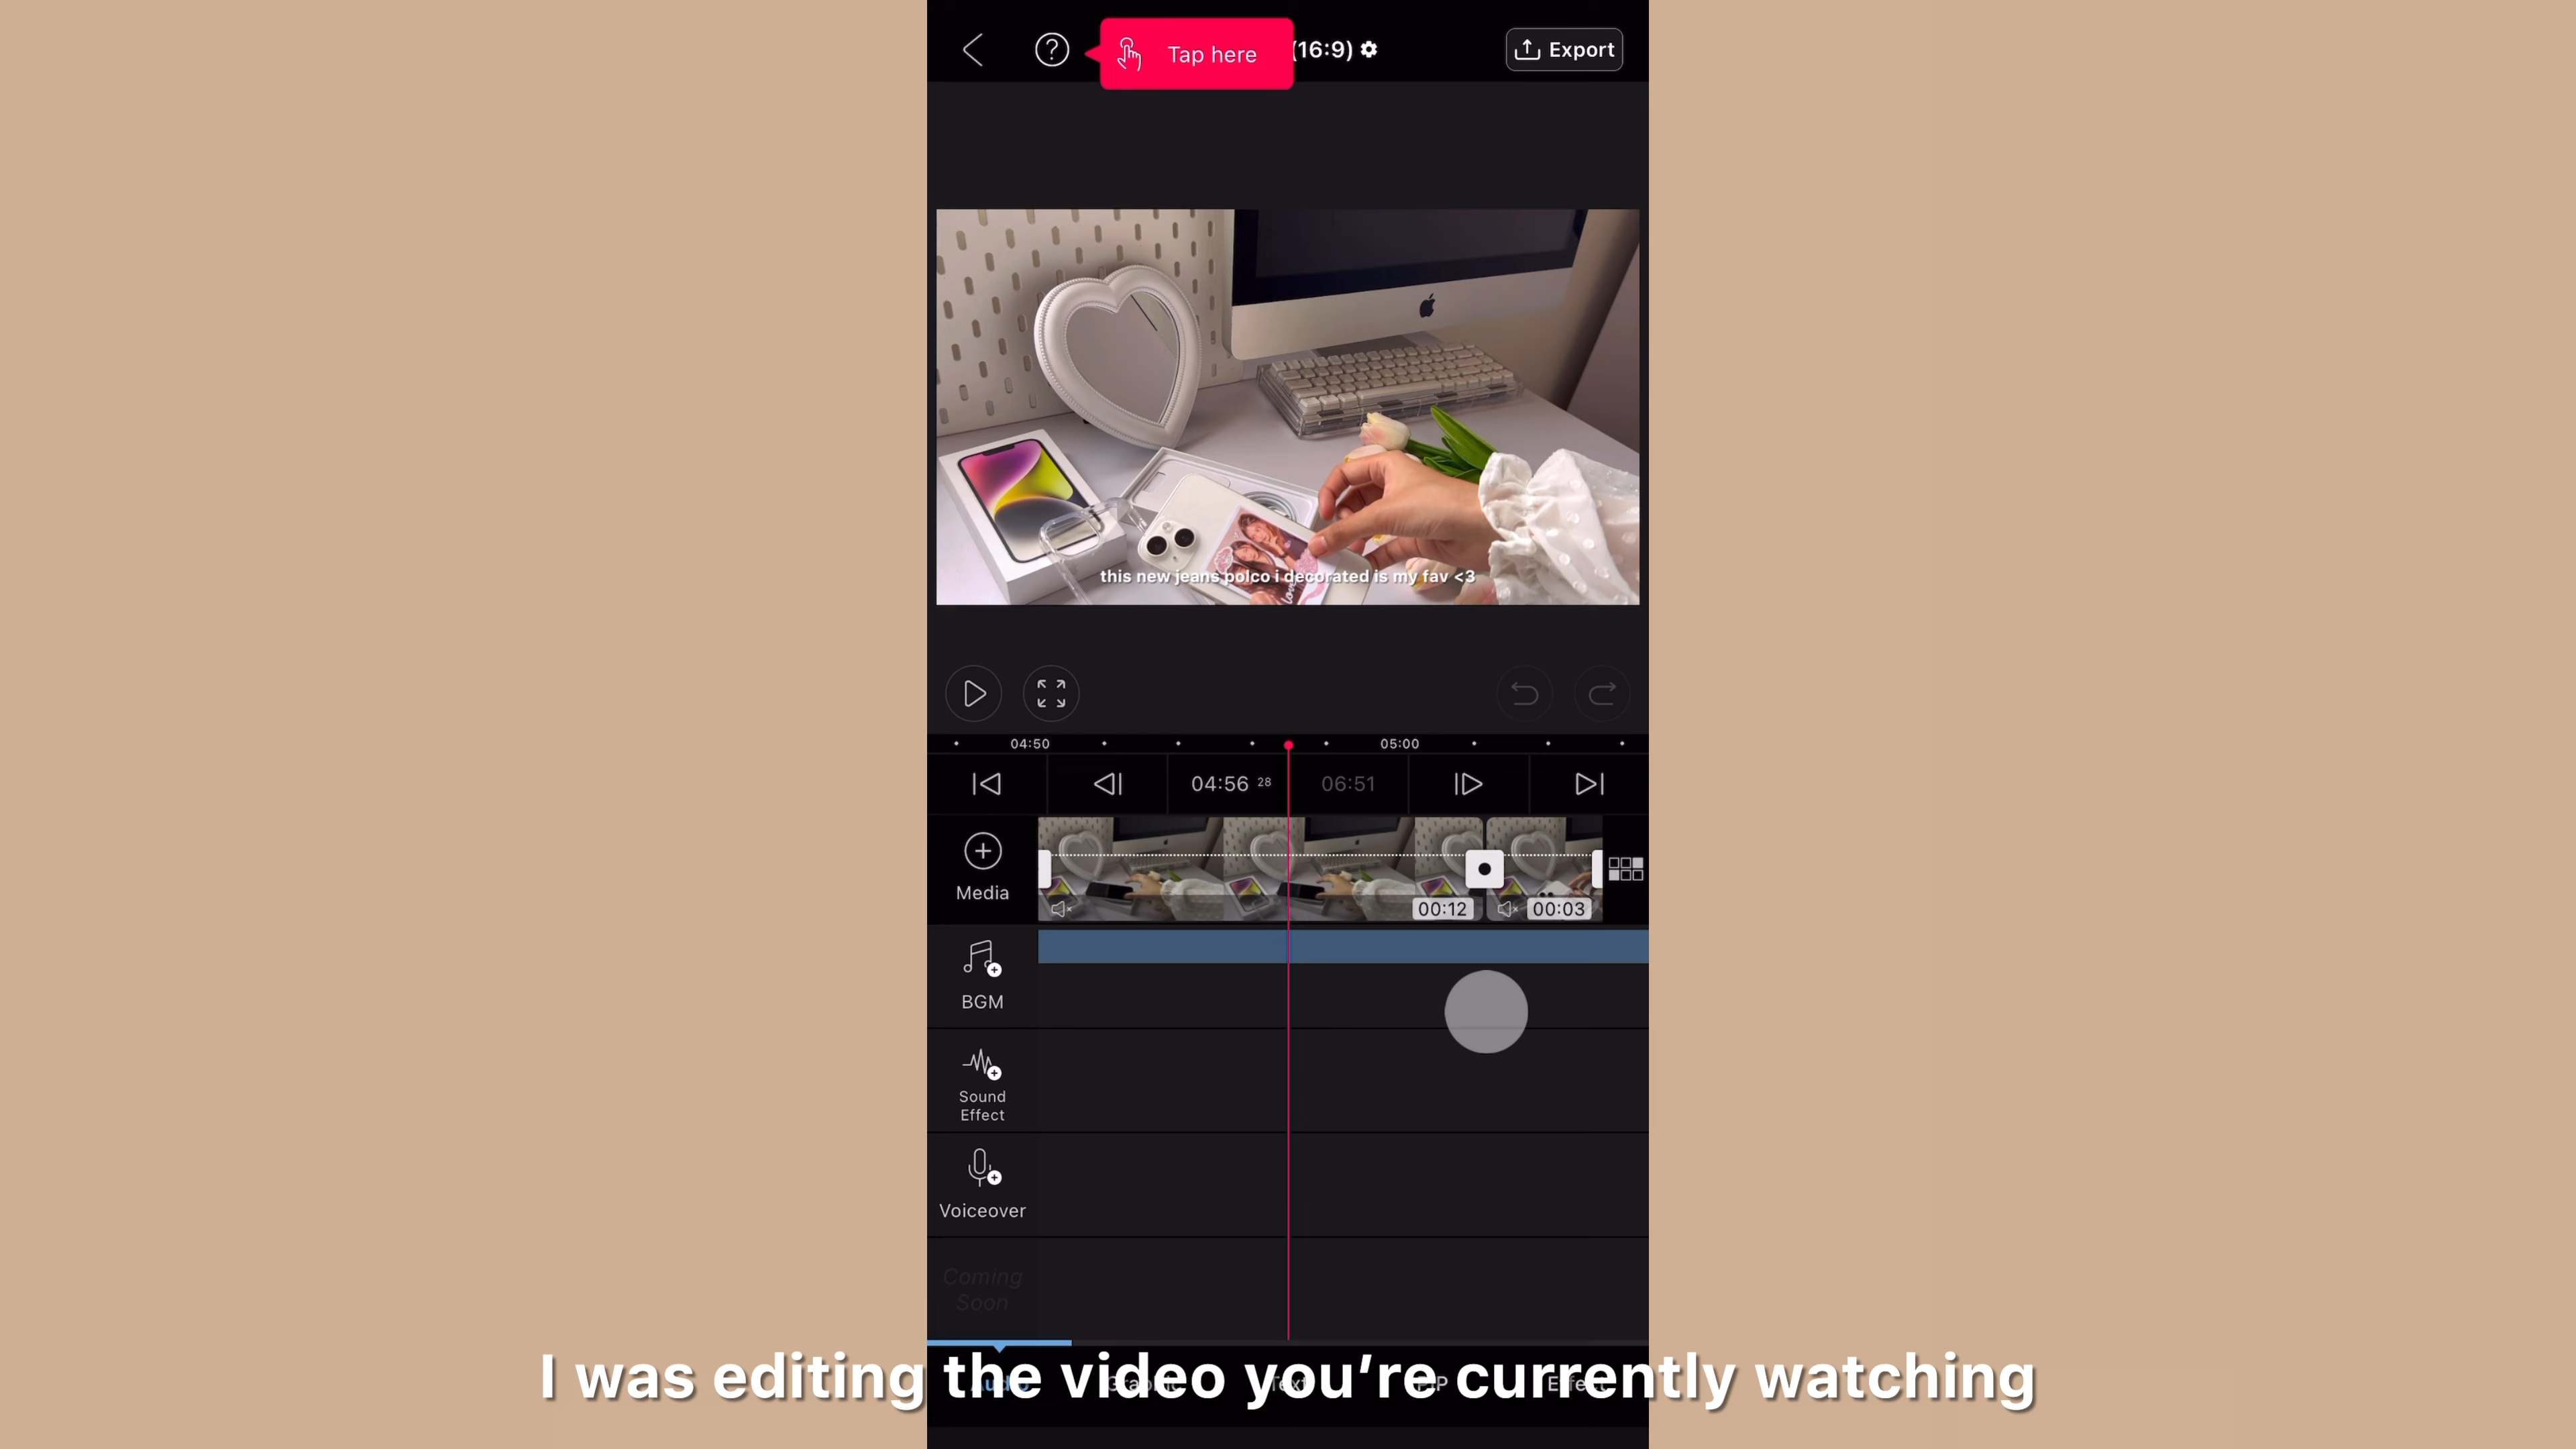 Tap here
(16:9)
Export
this new jeans polco i decorated is my fav <3
04:50
05:00
04:56 28
06:51
Media
00:12
00:03
BGM
Sound
Effect
Voiceover
Coming
Soon
I was editing the video you’re currently watching
Text